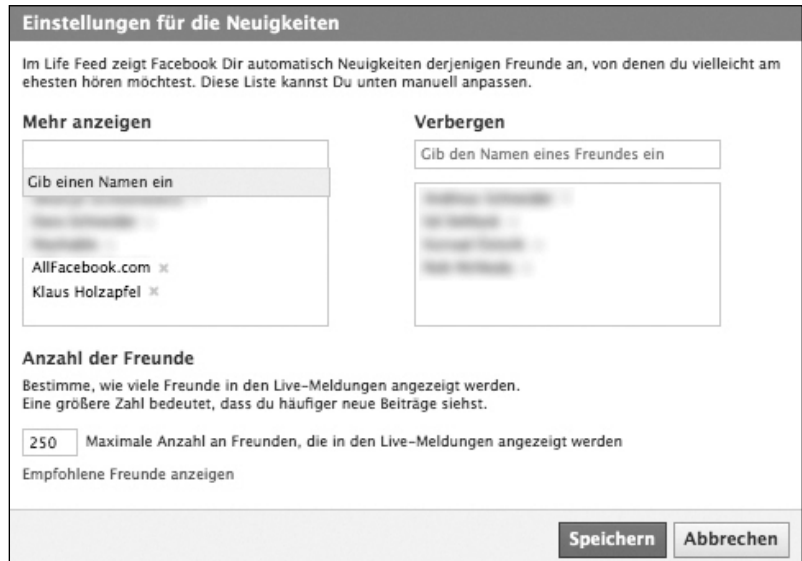 Einstellungen für die Neuigkeiten
Im Life Feed zeigt Facebook Dir automatisch Neuigkeiten derjenigen Freunde an, von denen du vielleicht am
ehesten hören möchtest. Diese Liste kannst Du unten manuell anpassen.
Mehr anzeigen
Gib einen Namen ein
AllFacebook.com ×
Klaus Holzapfel ×
Verbergen
Gib den Namen eines Freundes ein
Anzahl der Freunde
Bestimme, wie viele Freunde in den Live-Meldungen angezeigt werden.
Eine größere Zahl bedeutet, dass du häufiger neue Beiträge siehst.
250 Maximale Anzahl an Freunden, die in den Live-Meldungen angezeigt werden
Empfohlene Freunde anzeigen
Speichern Abbrechen